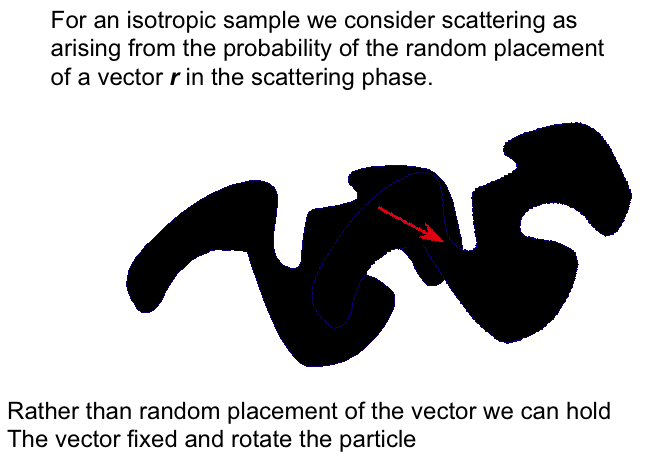 For an isotropic sample we consider scattering as
arising from the probability of the random placement
of a vector r in the scattering phase.
Rather than random placement of the vector we can hold
The vector fixed and rotate the particle